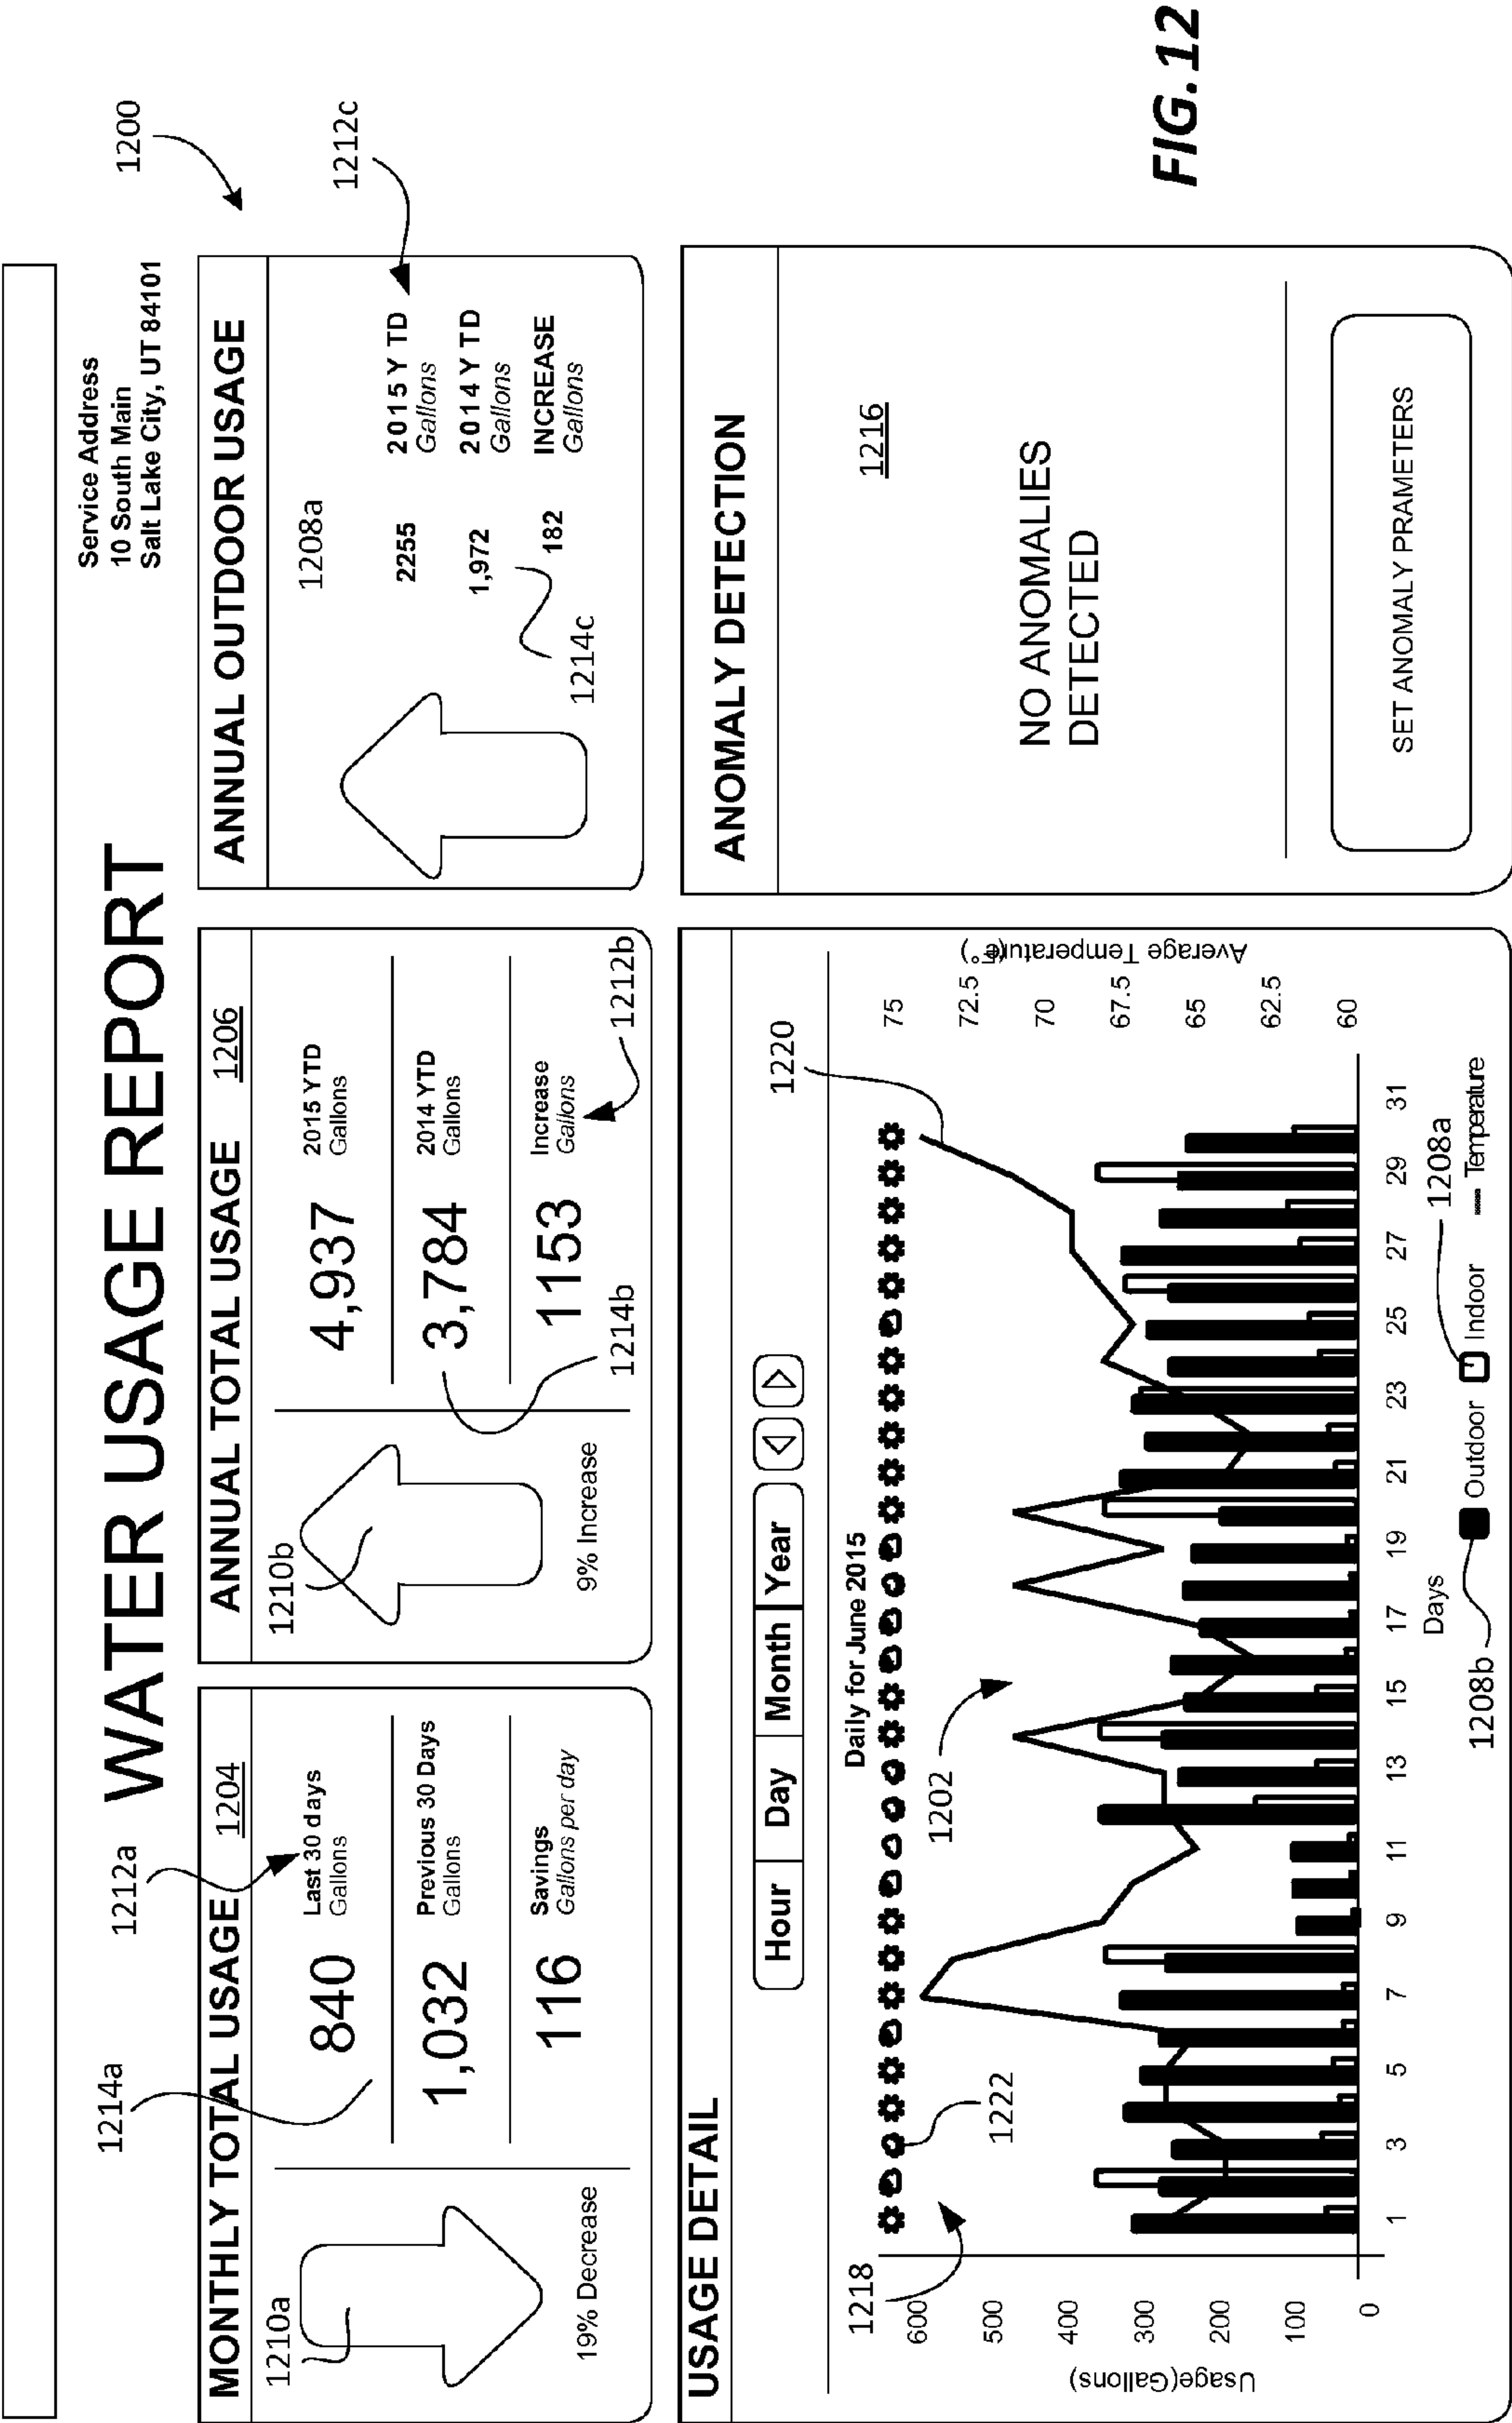 1200
WATER USAGE REPORT
Service Address
10 South Main
Salt Lake City, UT 84101
1214a
1212a
MONTHLY TOTAL USAGE 1204
1210a
19% Decrease
840
Last 30 days
Gallons
1,032
Previous 30 Days
Gallons
116
Savings
Gallons per day
ANNUAL TOTAL USAGE 1206
1210b
9% Increase
4,937
2015 YTD
Gallons
3,784
2014 YTD
Gallons
1153
Increase
Gallons
1214b
1212b
ANNUAL OUTDOOR USAGE
1208a
1212c
2255
2015 Y TD
Gallons
1,972
2014 Y TD
Gallons
182
INCREASE
Gallons
1214c
USAGE DETAIL
Hour Day Month Year
1220
Daily for June 2015
1218
1222
1202
Usage(Gallons)
600
500
400
300
200
100
0
75
72.5
70
67.5
65
62.5
60
Average Temperature (F°)
1 3 5 7 9 11 13 15 17 19 21 23 25 27 29 31
Days
Outdoor Indoor Temperature
1208b
1208a
ANOMALY DETECTION
1216
NO ANOMALIES
DETECTED
SET ANOMALY PRAMETERS
FIG.12